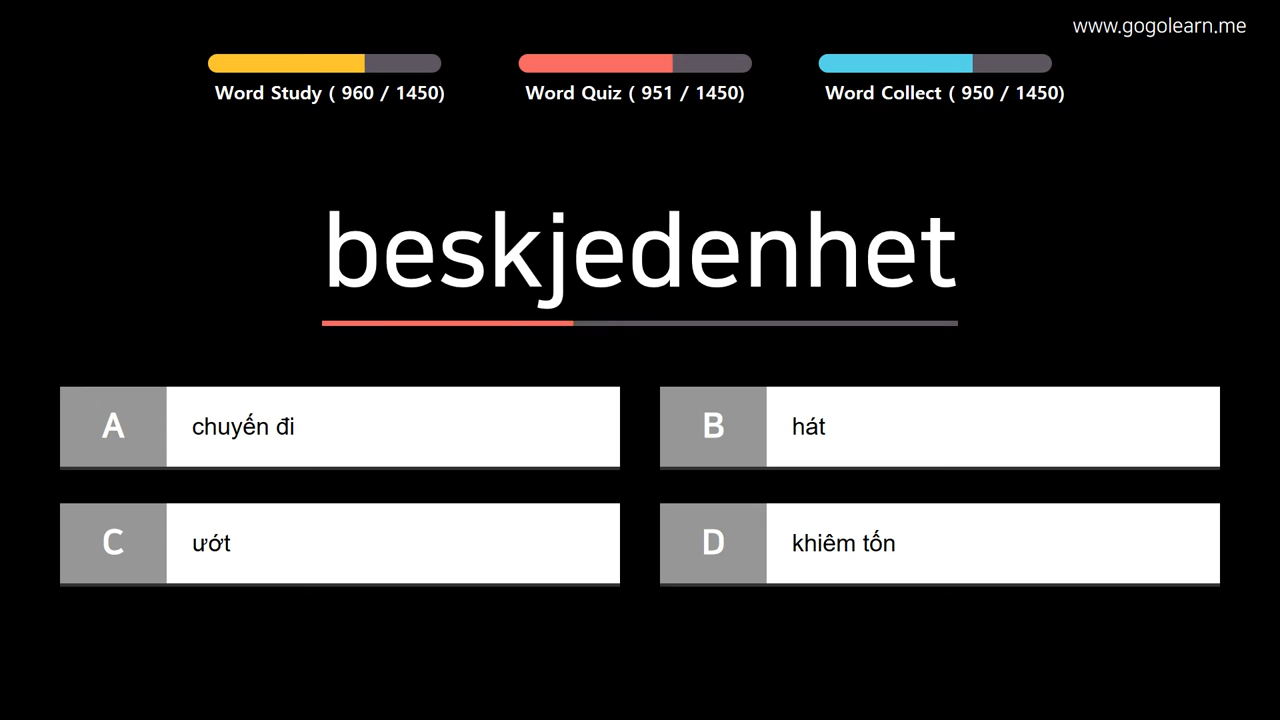 www.gogolearn.me
Word Study ( 960 / 1450)
Word Quiz ( 951 / 1450)
Word Collect ( 950 / 1450)
beskjedenhet
A chuyến đi
B hát
C ướt
D khiêm tốn